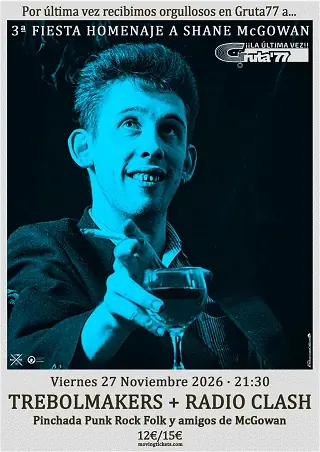 Por última vez recibimos orgullosos en Gruta77 a...
3ª FIESTA HOMENAJE A SHANE McGOWAN
¡¡LA ÚLTIMA VEZ!!
Gruta'77
Viernes 27 Noviembre 2026 · 21:30
TREBOLMAKERS + RADIO CLASH
Pinchada Punk Rock Folk y amigos de McGowan
12€/15€
movingtickets.com